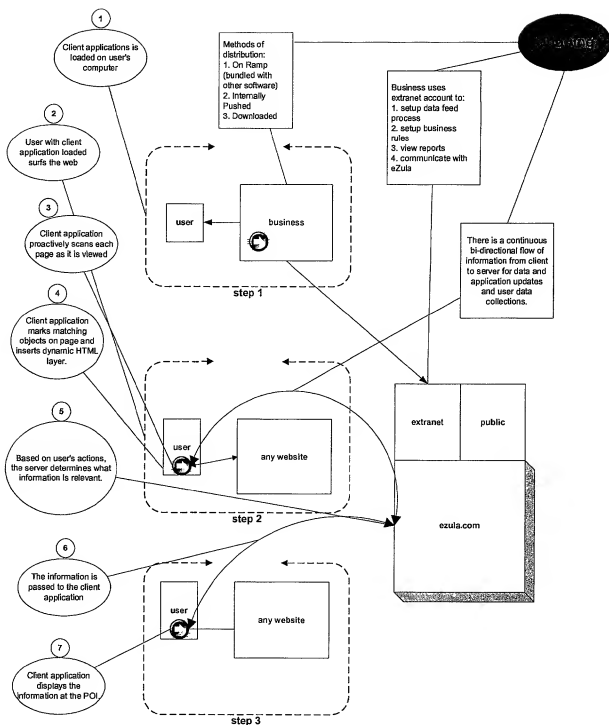 1
Client applications is
loaded on user's
computer
2
User with client
application loaded
surfs the web
3
Client application
proactively scans each
page as it is viewed
4
Client application
marks matching
objects on page and
inserts dynamic HTML
layer.
5
Based on user's actions,
the server determines what
information is relevant.
6
The information is
passed to the client
application
7
Client application
displays the
information at the POI.
Methods of
distribution:
1. On Ramp
(bundled with
other software)
2. Internally
Pushed
3. Downloaded
Business uses
extranet account to:
1. setup data feed
process
2. setup business
rules
3. view reports
4. communicate with
eZula
There is a continuous
bi-directional flow of
information from client
to server for data and
application updates
and user data
collections.
user
business
step 1
user
any website
step 2
extranet
public
ezula.com
user
any website
step 3